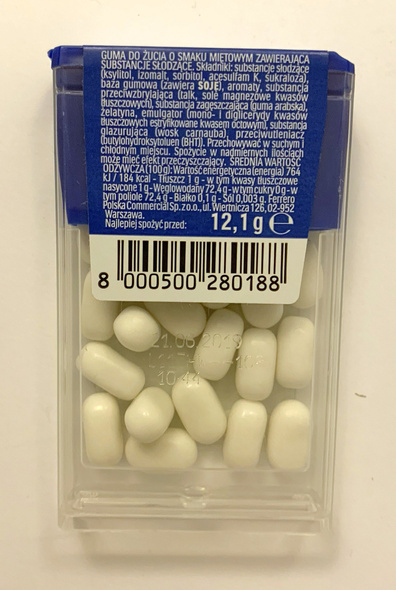 GUMA DO ŻUCIA O SMAKU MIĘTOWYM ZAWIERAJĄCA
SUBSTANCJE SŁODZĄCE. Składniki: substancje słodzące
(ksylitol, izomalt, sorbitol, acesulfam K, sukraloza),
baza gumowa (zawiera SOJĘ), aromaty, substancja
przeciwzbrylająca (talk, sole magnezowe kwasów
tłuszczowych), substancja zagęszczająca (guma arabska),
żelatyna, emulgator (mono- i diglicerydy kwasów
tłuszczowych estryfikowane kwasem octowym), substancja
glazurująca (wosk carnauba), przeciwutleniacz
(butylohydroksytoluen (BHT)). Przechowywać w suchym i
chłodnym miejscu. Spożycie w nadmiernych ilościach
może mieć efekt przeczyszczający. ŚREDNIA WARTOŚĆ
ODŻYWCZA (100g): Wartość energetyczna (energia) 764
kJ / 184 kcal - Tłuszcz 1 g - w tym kwasy tłuszczowe
nasycone 1 g - Węglowodany 72,4 g - w tym cukry 0 g - w
tym poliole 72,4 g - Białko 0,1 g - Sól 0,003 g. Ferrero
Polska Commercial Sp. z o.o., ul. Wiertnicza 126, 02-952
Warszawa.
Najlepiej spożyć przed: 12,1 g ℮
8 000500 280188
10:44